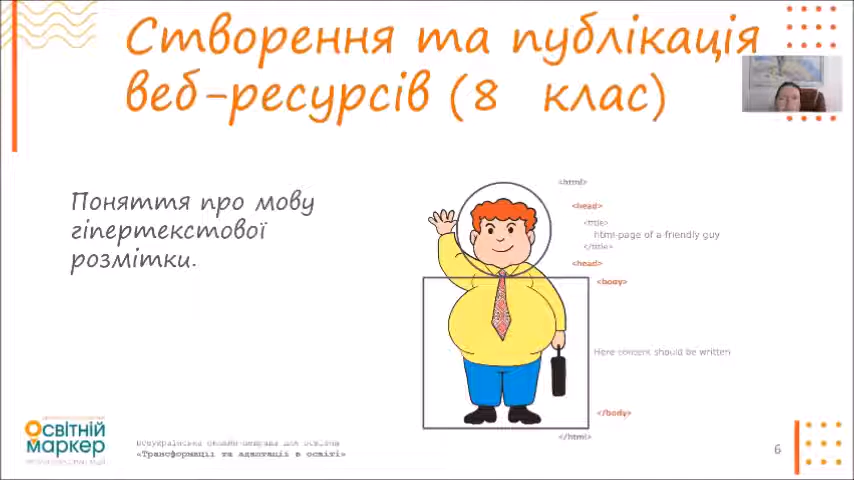 Створення та публікація
веб-ресурсів (8 клас)
Поняття про мову
гіпертекстової
розмітки.
<html>
<head>
<title>
html-page of a friendly guy
</title>
<head>
<body>
Here content should be written
</body>
</html>
Освітній
маркер
«Трансформації та адаптації в освіті»
6